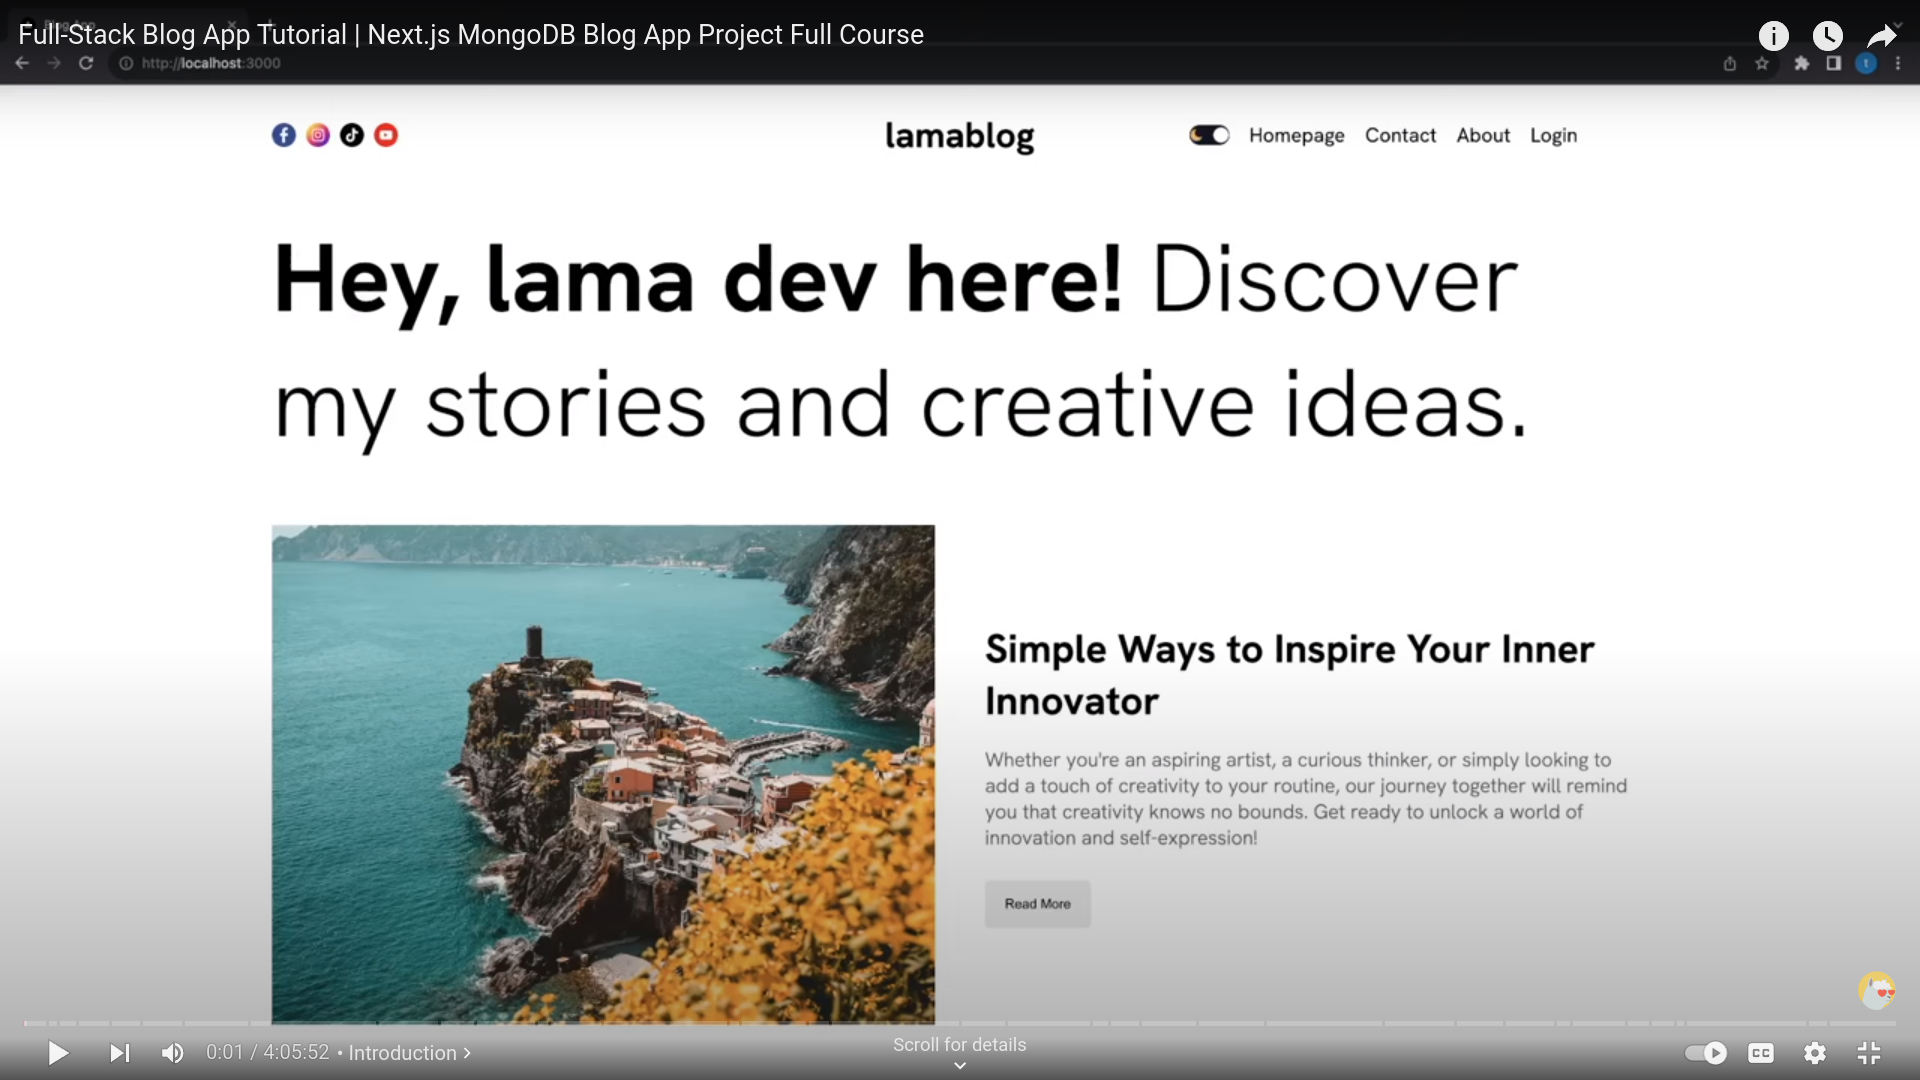 Full-Stack Blog App Tutorial | Next.js MongoDB Blog App Project Full Course
http://localhost:3000
t
lamablog
Homepage Contact About Login
Hey, lama dev here! Discover
my stories and creative ideas.
Simple Ways to Inspire Your Inner
Innovator
Whether you're an aspiring artist, a curious thinker, or simply looking to
add a touch of creativity to your routine, our journey together will remind
you that creativity knows no bounds. Get ready to unlock a world of
innovation and self-expression!
Read More
Scroll for details
0:01 / 4:05:52 • Introduction
CC